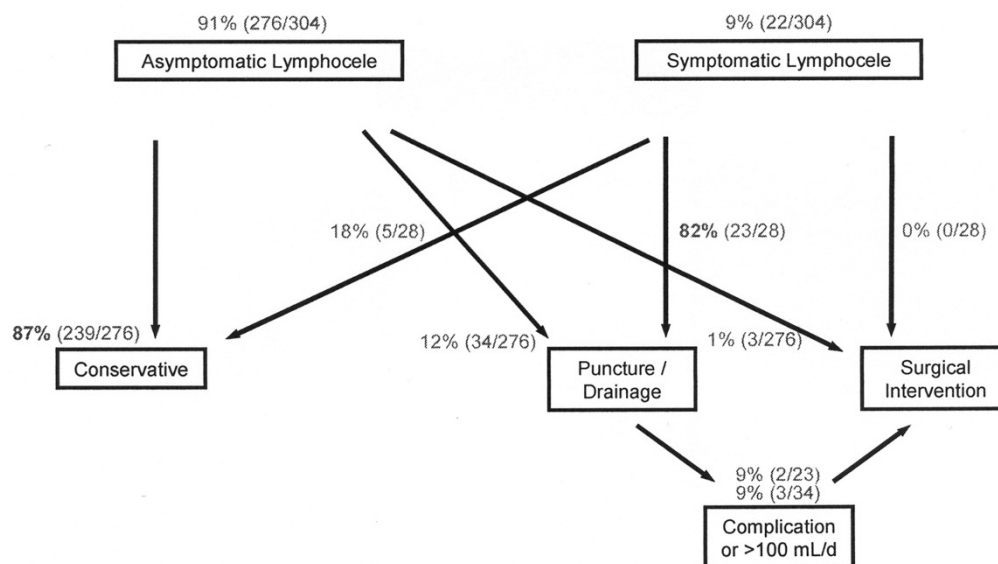 91% (276/304)
9% (22/304)
Asymptomatic Lymphocele
Symptomatic Lymphocele
18% (5/28)
82% (23/28)
0% (0/28)
87% (239/276)
12% (34/276)
1% (3/276)
Conservative
Puncture /
Drainage
Surgical
Intervention
9% (2/23)
9% (3/34)
Complication
or >100 mL/d